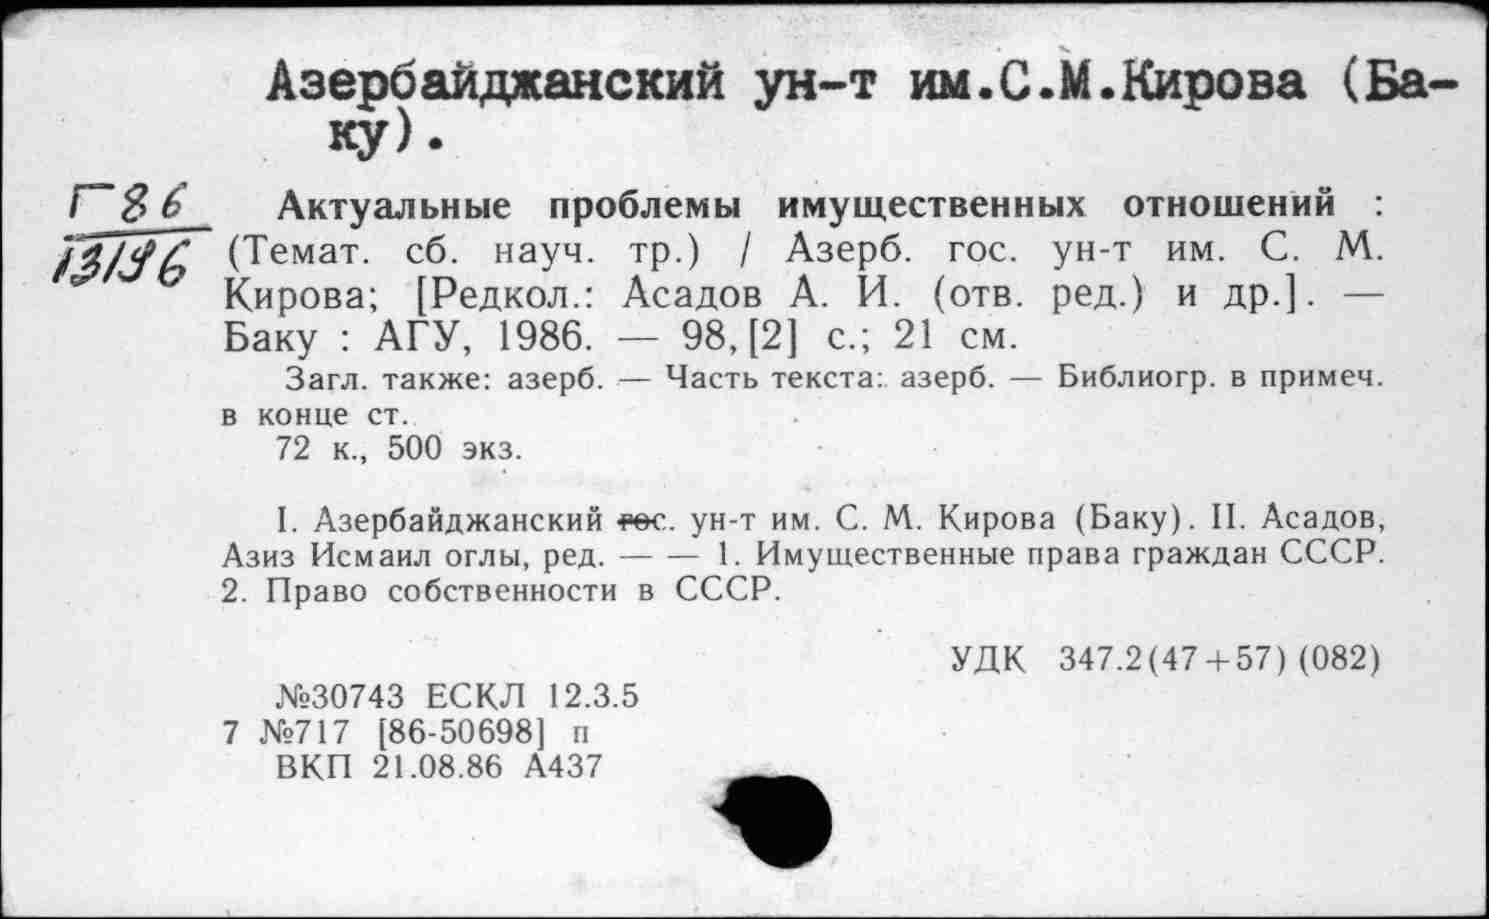 Азербайджанский ун-т им.С.М.Кирова (Ба-
ку).
Г86
Актуальные проблемы имущественных отношений :
(Темат. сб. науч. тр.) / Азерб. гос. ун-т им. С. М.
Кирова; [Редкол.: Асадов А. И. (отв. ред.) и др.]. —
Баку : АГУ, 1986. — 98,[2] с.; 21 см.
Загл. также: азерб. — Часть текста: азерб. — Библиогр. в примеч.
в конце ст.
72 к., 500 экз.
I. Азербайджанский гос. ун-т им. С. М. Кирова (Баку). II. Асадов,
Азиз Исмаил оглы, ред. — — 1. Имущественные права граждан СССР.
2. Право собственности в СССР.
УДК 347.2(47+57)(082)
№30743 ЕСКЛ 12.3.5
7 №717 [86-50698] п
ВКП 21.08.86 А437